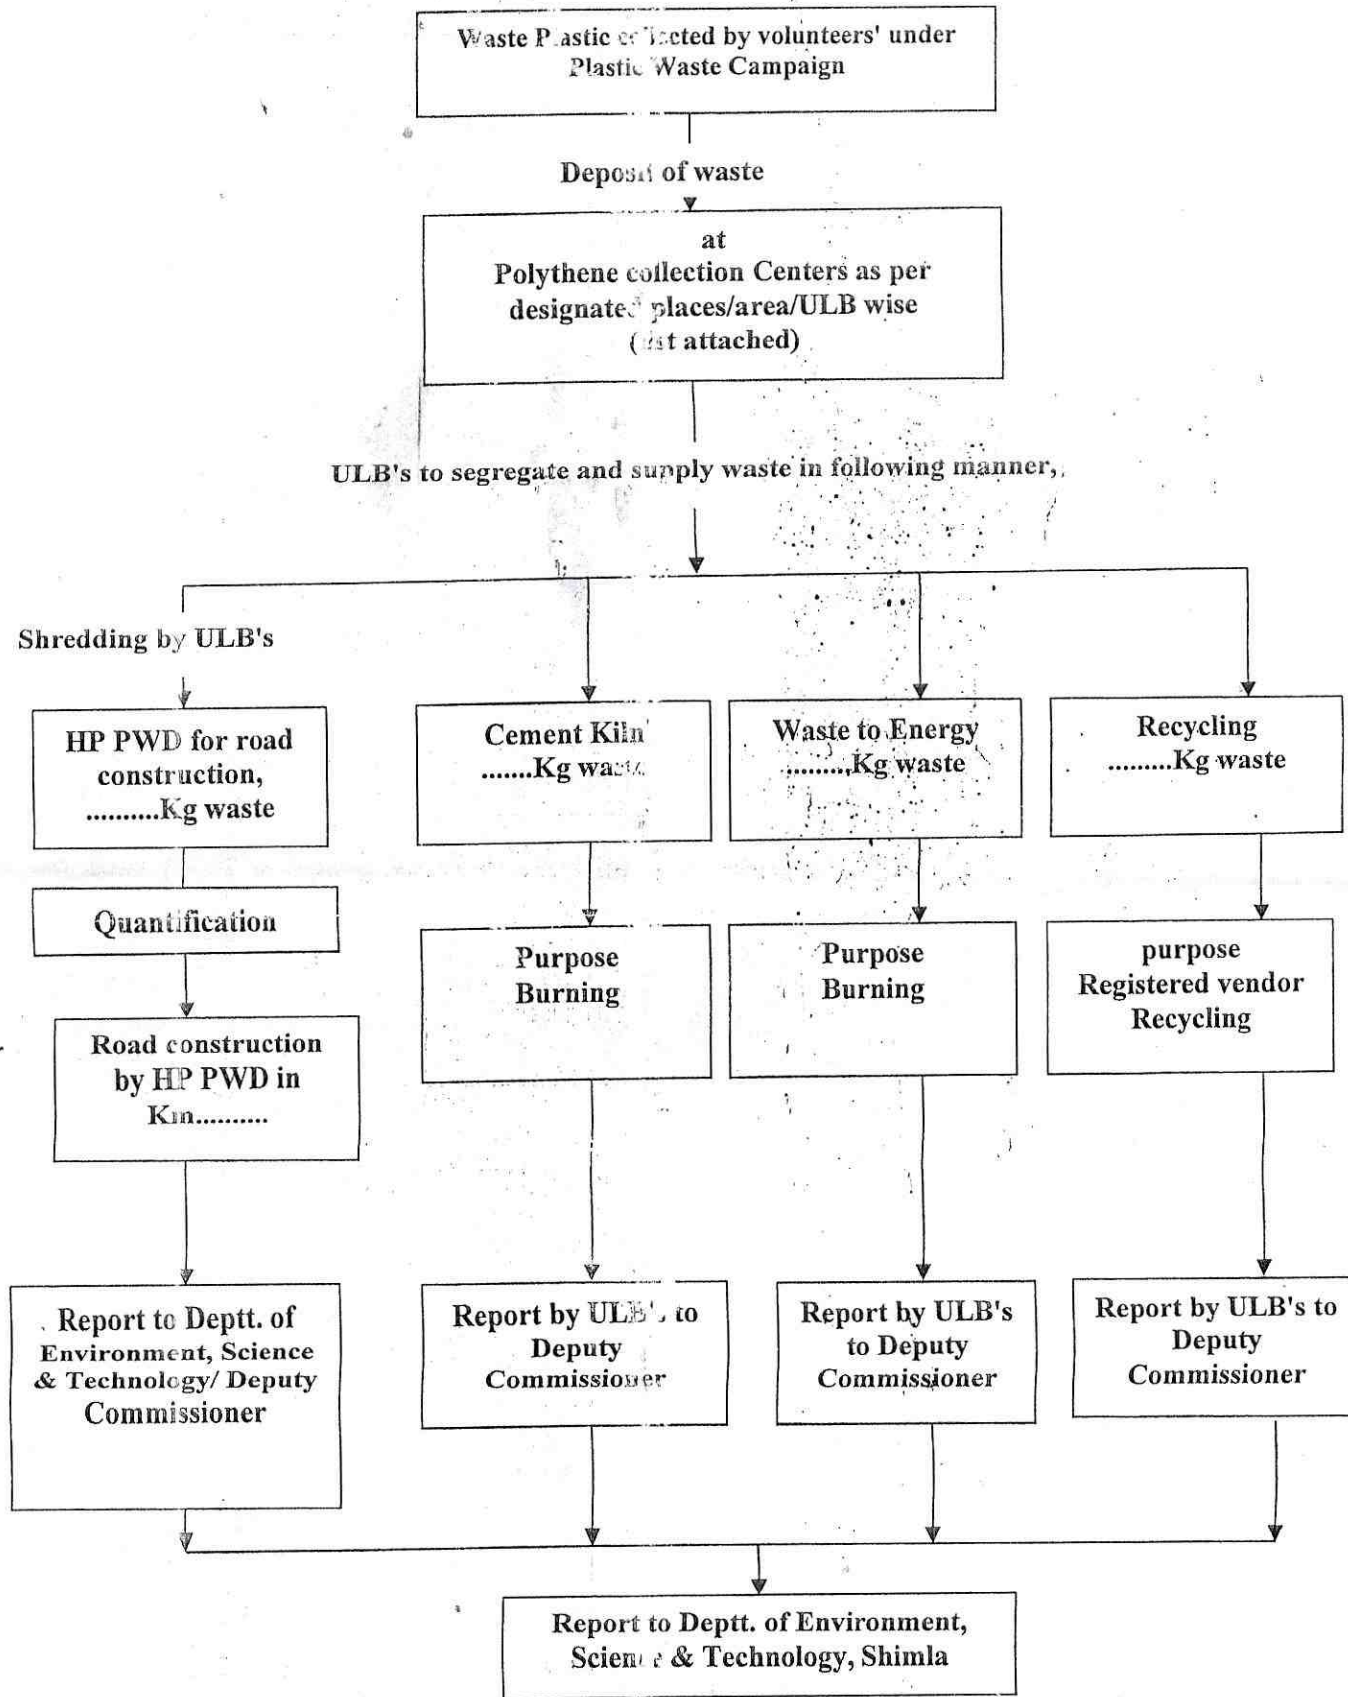 Waste Plastic collected by volunteers' under
Plastic Waste Campaign
Deposit of waste
at
Polythene collection Centers as per
designated places/area/ULB wise
(list attached)
ULB's to segregate and supply waste in following manner,
Shredding by ULB's
HP PWD for road
construction,
..........Kg waste
Cement Kiln
.......Kg waste
Waste to Energy
.........Kg waste
Recycling
.........Kg waste
Quantification
Purpose
Burning
Purpose
Burning
purpose
Registered vendor
Recycling
Road construction
by HP PWD in
Km..........
Report to Deptt. of
Environment, Science
& Technology/ Deputy
Commissioner
Report by ULB's to
Deputy
Commissioner
Report by ULB's
to Deputy
Commissioner
Report by ULB's to
Deputy
Commissioner
Report to Deptt. of Environment,
Science & Technology, Shimla